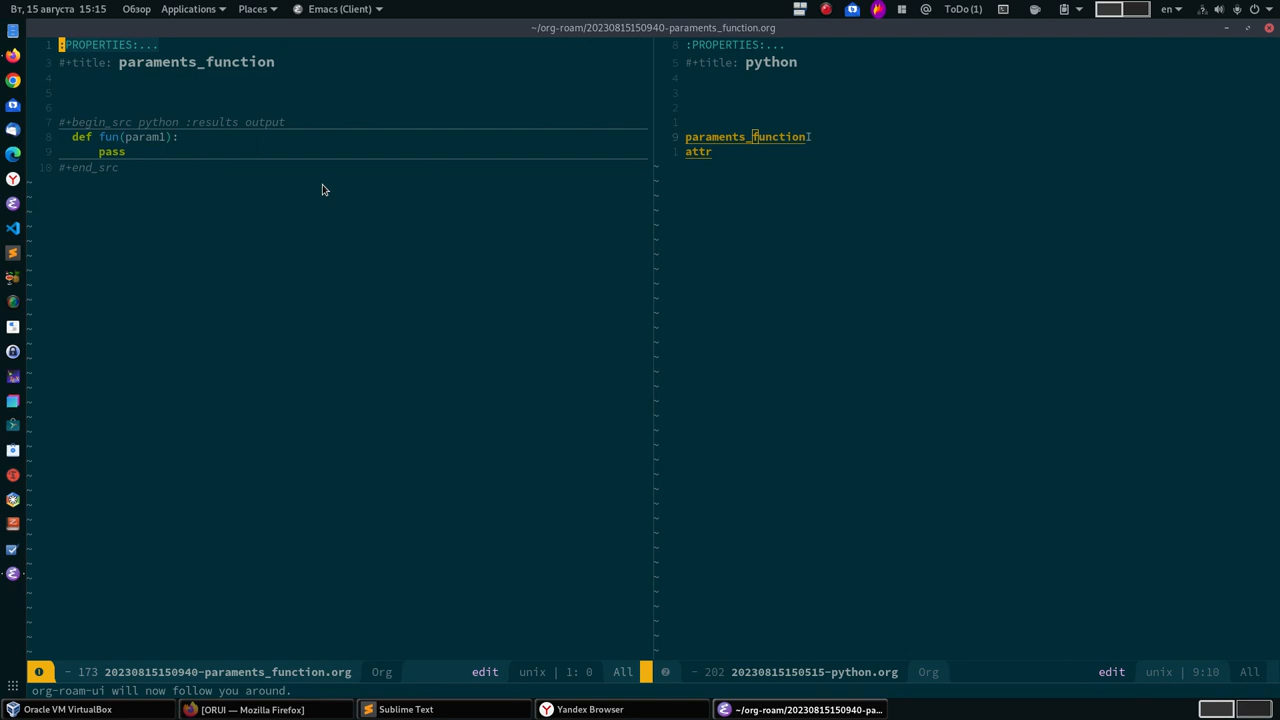 Вт, 15 августа 15:15 Обзор Applications Places Emacs (Client) @ ToDo(1) en
~/org-roam/20230815150940-paraments_function.org
1 :PROPERTIES:...
3 #+title: paraments_function
4
5
6
7 #+begin_src python :results output
8 def fun(param1):
9 pass
10 #+end_src
8 :PROPERTIES:...
5 #+title: python
4
3
2
1
9 paraments_function
1 attr
1 - 173 20230815150940-paraments_function.org Org edit unix | 1: 0 All
2 - 202 20230815150515-python.org Org edit unix | 9:10 All
org-roam-ui will now follow you around.
Oracle VM VirtualBox [ORUI — Mozilla Firefox] Sublime Text Yandex Browser ~/org-roam/20230815150940-pa...